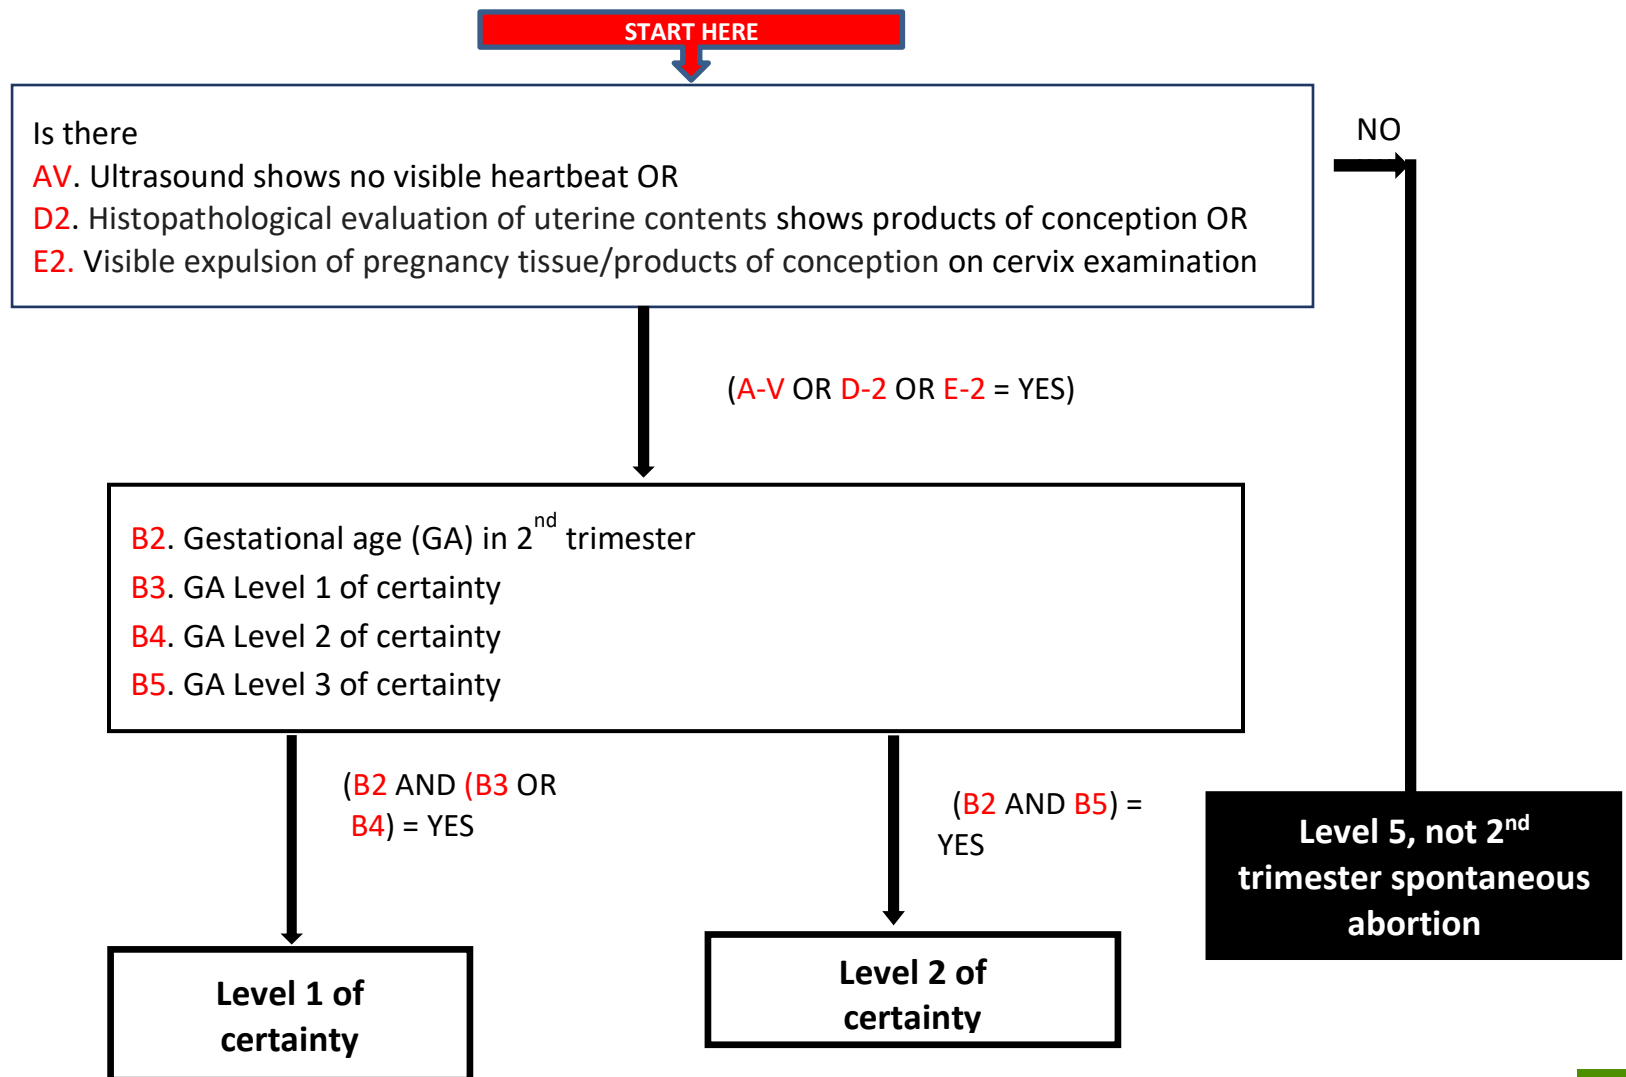 START HERE
Is there
AV. Ultrasound shows no visible heartbeat OR
D2. Histopathological evaluation of uterine contents shows products of conception OR
E2. Visible expulsion of pregnancy tissue/products of conception on cervix examination
NO
(A-V OR D-2 OR E-2 = YES)
B2. Gestational age (GA) in 2nd trimester
B3. GA Level 1 of certainty
B4. GA Level 2 of certainty
B5. GA Level 3 of certainty
(B2 AND (B3 OR
B4) = YES
(B2 AND B5) =
YES
Level 5, not 2nd
trimester spontaneous
abortion
Level 1 of
certainty
Level 2 of
certainty